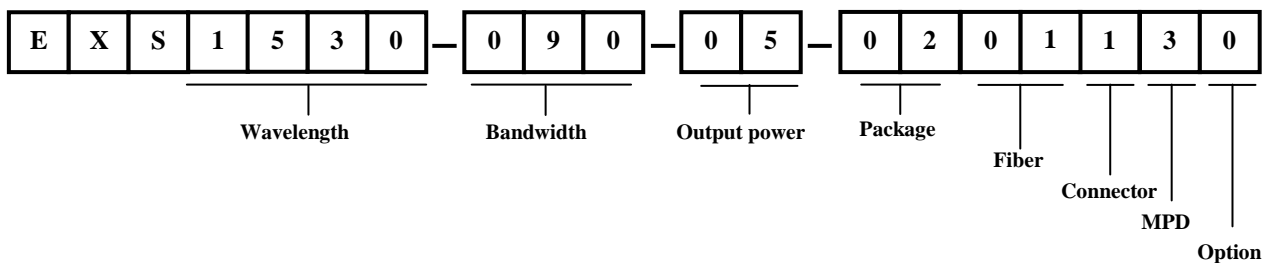 E X S 1 5 3 0 – 0 9 0 – 0 5 – 0 2 0 1 1 3 0
Wavelength Bandwidth Output power Package
Fiber
Connector
MPD
Option